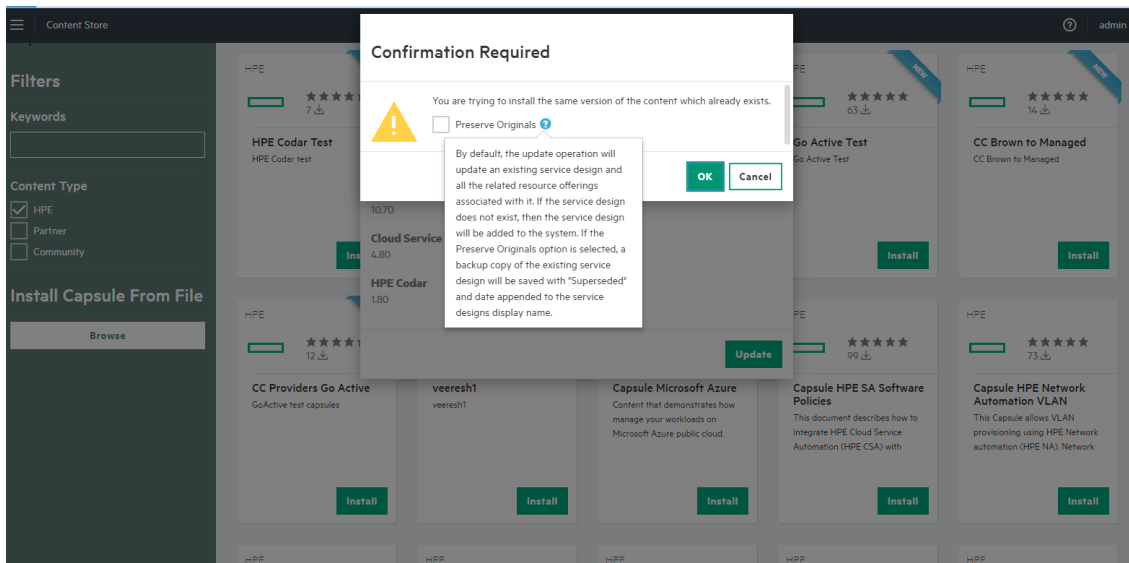 Content Store
admin
Filters
Keywords
Content Type
HPE
Partner
Community
Install Capsule From File
Browse
Confirmation Required
You are trying to install the same version of the content which already exists.
Preserve Originals ?
By default, the update operation will
update an existing service design and
all the related resource offerings
associated with it. If the service design
does not exist, then the service design
will be added to the system. If the
Preserve Originals option is selected, a
backup copy of the existing service
design will be saved with "Superseded"
and date appended to the service
designs display name.
OK
Cancel
10.70
Cloud Service
4.80
HPE Codar
1.80
Update
HPE
7
HPE Codar Test
HPE Codar test
PE
NEW
63
Go Active Test
Go Active Test
Install
HPE
NEW
14
CC Brown to Managed
CC Brown to Managed
Install
HPE
12
CC Providers Go Active
GoActive test capsules
Install
veeresh1
veeresh1
Install
Capsule Microsoft Azure
Content that demonstrates how
manage your workloads on
Microsoft Azure public cloud.
Install
PE
99
Capsule HPE SA Software
Policies
This document describes how to
integrate HPE Cloud Service
Automation (HPE CSA) with
Install
HPE
73
Capsule HPE Network
Automation VLAN
This Capsule allows VLAN
provisioning using HPE Network
automation (HPE NA). Network
Install
HPE
HPE
HPE
HPE
HPE